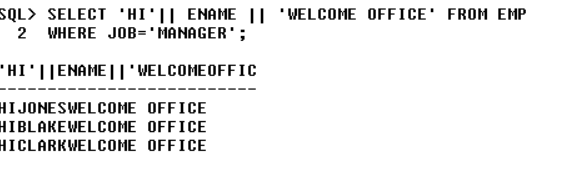 SQL> SELECT 'HI'|| ENAME || 'WELCOME OFFICE' FROM EMP
2 WHERE JOB='MANAGER';
'HI'||ENAME||'WELCOMEOFFIC
--------------------------
HIJONESWELCOME OFFICE
HIBLAKEWELCOME OFFICE
HICLARKWELCOME OFFICE